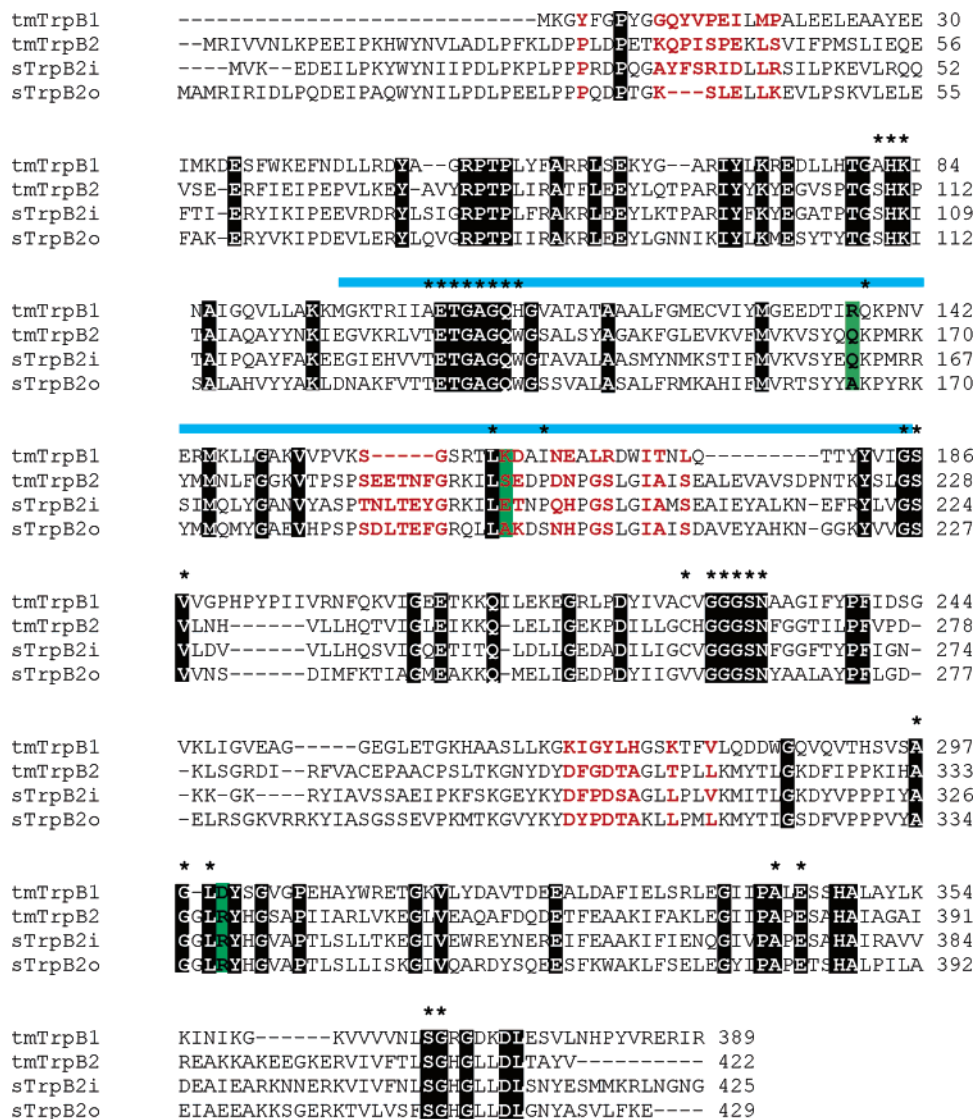 tmTrpB1 --------------------------MKGYFGPYGGQYVPEILMPALEELEAAYEE 30
tmTrpB2 --MRIVVNLKPEEIPKHWYNVLADLPFKLDPPLDPETKQPISPEKLSVIFPMSLIEQE 56
sTrpB2i ----MVK--EDEILPKYWYNIIPDLPKPLPPPRDPQGAYFSRIDLLRSILPKEVLRQQ 52
sTrpB2o MAMRIRIDLPQDEIPAQWYNILPDLPEELPPPQDPTGK---SLELLKEVLPSKVLELE 55
***
tmTrpB1 IMKDESFWKEFNDLLRDYA--GRPTPLYFARRLSEKYG--ARIYLKREDLLHTGAHKI 84
tmTrpB2 VSE-ERFIEIPEPVLKEY-AVYRPTPLIRATFLEEYLQTPARIYYKYEGVSPTGSHKP 112
sTrpB2i FTI-ERYIKIPEEVRDRYLSIGRPTPLFRAKRLEEYLKTPARIYFKYEGATPTGSHKI 109
sTrpB2o FAK-ERYVKIPDEVLERYLQVGRPTPIIRAKRLEEYLGNNIKIYLKMESYTYTGSHKI 112
******** *
tmTrpB1 NAIGQVLLAKKMGKTRIIAETGAGQHGVATATAAALFGMECVIYMGEEDTIRQKPNV 142
tmTrpB2 TAIAQAYYNKIEGVKRLVTETGAGQWGSALSYAGAKFGLEVKVFMVKVSYQQKPMRK 170
sTrpB2i TAIPQAYFAKEEGIEHVVTETGAGQWGTAVALAASMYNMKSTIFMVKVSYEQKPMRR 167
sTrpB2o SALAHVYYAKLDNAKFVTTETGAGQWGSSVALASALFRMKAHIFMVRTSYYAKPYRK 170
* * **
tmTrpB1 ERMKLLGAKVVPVKS-----GSRTLKDAINEALRDWITNLQ---------TTYYVIGS 186
tmTrpB2 YMMNLFGGKVTPSPSEETNFGRKILSEDPDNPGSLGIAISEALEVAVSDPNTKYSLGS 228
sTrpB2i SMIQLYGANVYASPTNLTEYGRKILETNPQHPGSLGIAMSEAIEYALKN-EFRYLVGS 224
sTrpB2o YMMQMYGAEVHPSPSDLTEFGRQLLAKDSNHPGSLGIAISDAVEYAHKN-GGKYVVGS 227
* * *****
tmTrpB1 VVGPHPYPIIVRNFQKVIGEETKKQILEKEGRLPDYIVACVGGGSNAAGIFYPFIDSG 244
tmTrpB2 VLNH------VLLHQTVIGLEIKKQ-LELIGEKPDILLGCHGGGSNFGGTILPFVPD- 278
sTrpB2i VLDV------VLLHQSVIGQETITQ-LDLLGEDADILIGCVGGGSNFGGFTYPFIGN- 274
sTrpB2o VVNS------DIMFKTIAGMEAKKQ-MELIGEDPDYIIGVVGGGSNYAALAYPFLGD- 277
*
tmTrpB1 VKLIGVEAG-----GEGLETGKHAASLLKGKIGYLHGSKTFVLQDDWGQVQVTHSVSA 297
tmTrpB2 -KLSGRDI--RFVACEPAACPSLTKGNYDYDFGDTAGLTPLLKMYTLGKDFIPPKIHA 333
sTrpB2i -KK-GK---RYIAVSSAEIPKFSKGEYKYDFPDSAGLLPLVKMITLGKDYVPPPIYA 326
sTrpB2o -ELRSGKVRRKYIASGSSEVPKMTKGVYKYDYPDTAKLLPMLKMYTIGSDFVPPPVYA 334
* * * *
tmTrpB1 G-LDYSGVGPEHAYWRETGKVLYDAVTDEEALDAFIELSRLEGIIPALESSHALAYLK 354
tmTrpB2 GGLRYHGSAPIIARLVKEGLVEAQAFDQDETFEAAKIFAKLEGIIPAPESAHAIAGAI 391
sTrpB2i GGLRYHGVAPTLSLLTKEGIVEWREYNEREIFEAAKIFIENQGIVPAPESAHAIRAVV 384
sTrpB2o GGLRYHGVAPTLSLLISKGIVQARDYSQEESFKWAKLFSELEGYIPAPETSHALPILA 392
**
tmTrpB1 KINIKG------KVVVVNLSGRGDKDLESVLNHPYVRERIR 389
tmTrpB2 REAKKAKEEGKERVIVFTLSGHGLLDLTAYV---------- 422
sTrpB2i DEAIEARKNNERKVIVFNLSGHGLLDLSNYESMMKRLNGNG 425
sTrpB2o EIAEEAKKSGERKTVLVSFSGHGLLDLGNYASVLFKE---- 429